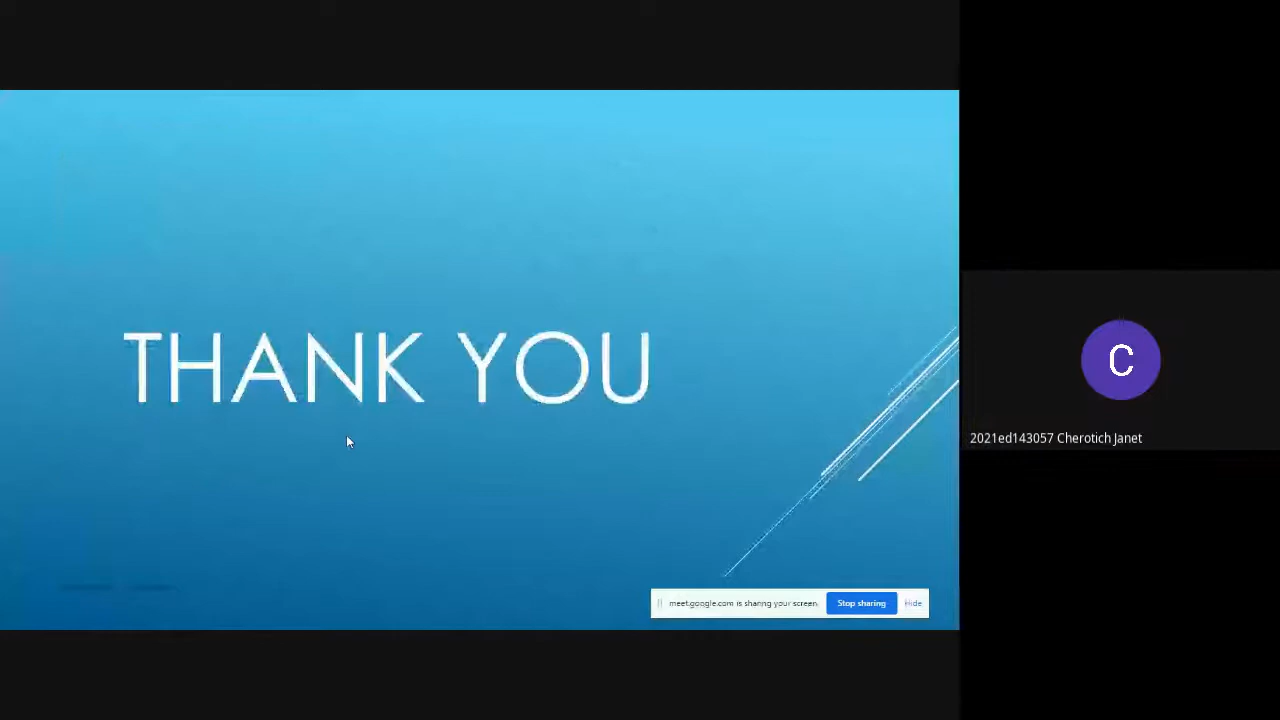 THANK YOU
C
2021ed143057 Cherotich Janet
meet.google.com is sharing your screen.
Stop sharing
Hide